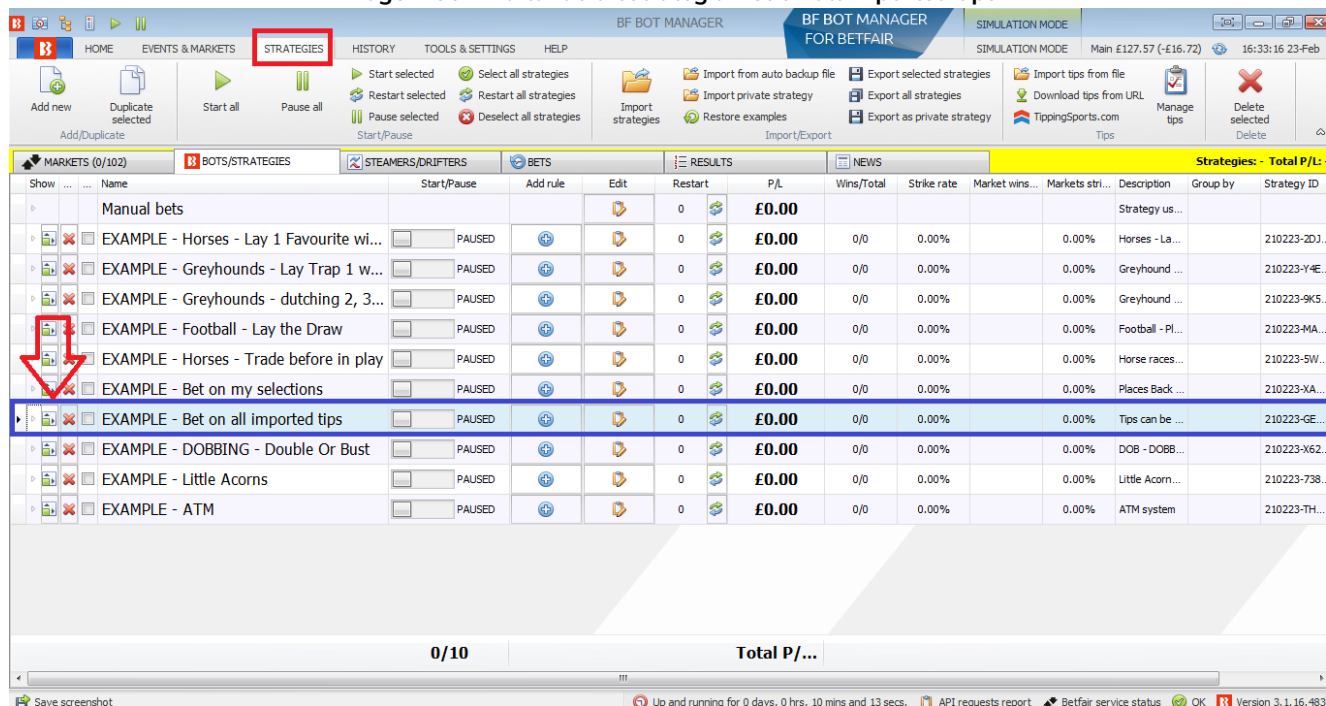 BF BOT MANAGER
BF BOT MANAGER
FOR BETFAIR
SIMULATION MODE
HOME EVENTS & MARKETS STRATEGIES HISTORY TOOLS & SETTINGS HELP
SIMULATION MODE Main £127.57 (-£16.72) 16:33:16 23-Feb
Start selected Select all strategies Import from auto backup file Export selected strategies Import tips from file
Add new Duplicate selected Start all Pause all Restart selected Restart all strategies Import strategies Import private strategy Export all strategies Download tips from URL Manage tips Delete selected
Pause selected Deselect all strategies Restore examples Export as private strategy TippingSports.com
Add/Duplicate Start/Pause Import/Export Tips Delete
MARKETS (0/102) BOTS/STRATEGIES STEAMERS/DRIFTERS BETS RESULTS NEWS Strategies: - Total P/L: -
Show ... ... Name Start/Pause Add rule Edit Restart P/L Wins/Total Strike rate Market wins... Markets stri... Description Group by Strategy ID
Manual bets 0 £0.00 Strategy us...
EXAMPLE - Horses - Lay 1 Favourite wi... PAUSED 0 £0.00 0/0 0.00% 0.00% Horses - La... 210223-2DJ...
EXAMPLE - Greyhounds - Lay Trap 1 w... PAUSED 0 £0.00 0/0 0.00% 0.00% Greyhound ... 210223-Y4E...
EXAMPLE - Greyhounds - dutching 2, 3... PAUSED 0 £0.00 0/0 0.00% 0.00% Greyhound ... 210223-9K5...
EXAMPLE - Football - Lay the Draw PAUSED 0 £0.00 0/0 0.00% 0.00% Football - Pl... 210223-MA...
EXAMPLE - Horses - Trade before in play PAUSED 0 £0.00 0/0 0.00% 0.00% Horse races... 210223-5W...
EXAMPLE - Bet on my selections PAUSED 0 £0.00 0/0 0.00% 0.00% Places Back ... 210223-XA...
EXAMPLE - Bet on all imported tips PAUSED 0 £0.00 0/0 0.00% 0.00% Tips can be ... 210223-GE...
EXAMPLE - DOBBING - Double Or Bust PAUSED 0 £0.00 0/0 0.00% 0.00% DOB - DOBB... 210223-X62...
EXAMPLE - Little Acorns PAUSED 0 £0.00 0/0 0.00% 0.00% Little Acorn... 210223-738...
EXAMPLE - ATM PAUSED 0 £0.00 0/0 0.00% 0.00% ATM system 210223-TH...
0/10 Total P/...
Save screenshot Up and running for 0 days, 0 hrs, 10 mins and 13 secs. API requests report Betfair service status OK Version 3.1.16.483